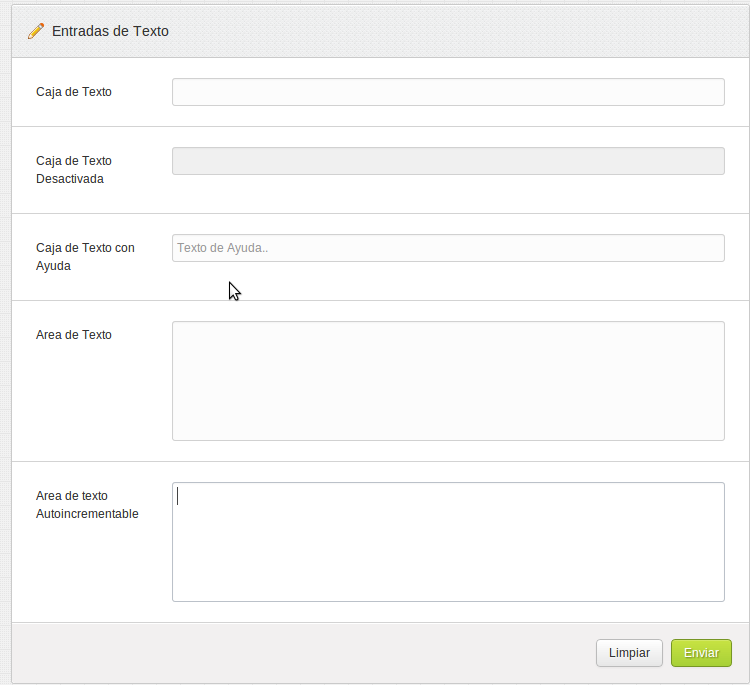 Entradas de Texto
Caja de Texto
Caja de Texto
Desactivada
Caja de Texto con
Ayuda
Texto de Ayuda..
Area de Texto
Area de texto
Autoincrementable
Limpiar
Enviar